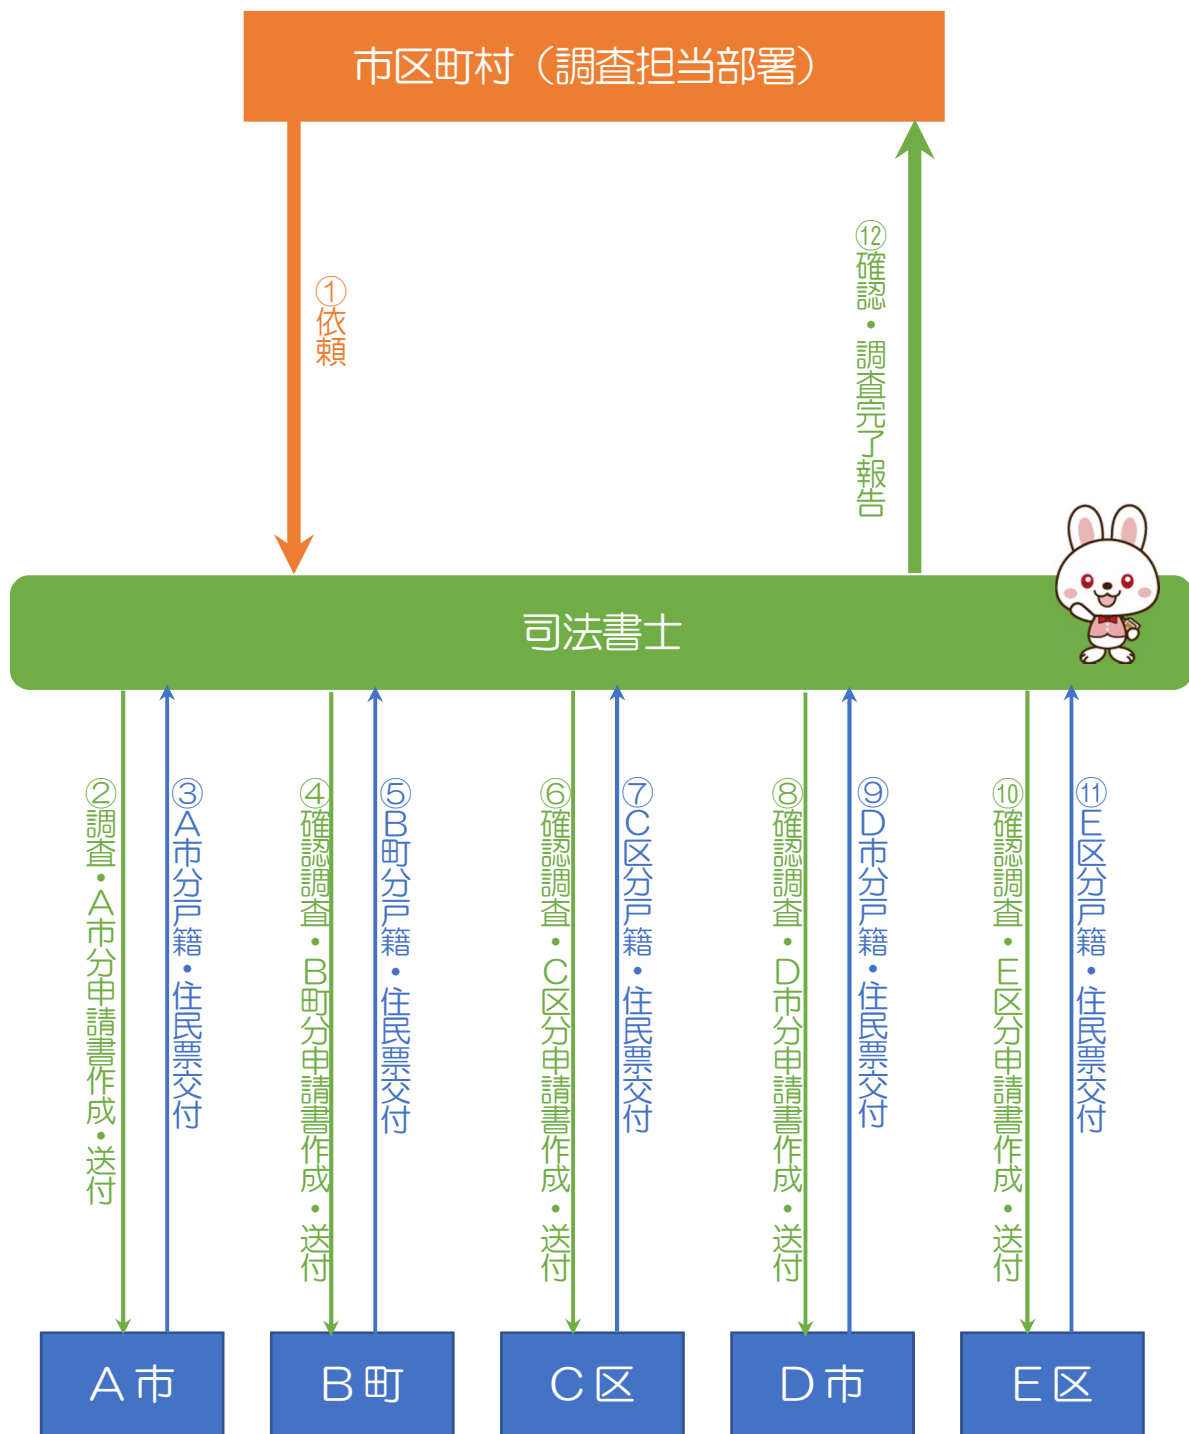 市区町村（調査担当部署）
①依頼
⑫確認・調査完了報告
司法書士
②調査・A市分申請書作成・送付
③A市分戸籍・住民票交付
④確認調査・B町分申請書作成・送付
⑤B町分戸籍・住民票交付
⑥確認調査・C区分申請書作成・送付
⑦C区分戸籍・住民票交付
⑧確認調査・D市分申請書作成・送付
⑨D市分戸籍・住民票交付
⑩確認調査・E区分申請書作成・送付
⑪E区分戸籍・住民票交付
A市
B町
C区
D市
E区